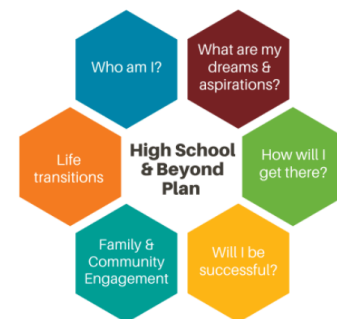 Who am I?
What are my
dreams &
aspirations?
High School
& Beyond
Plan
How will I
get there?
Life
transitions
Family &
Community
Engagement
Will I be
successful?